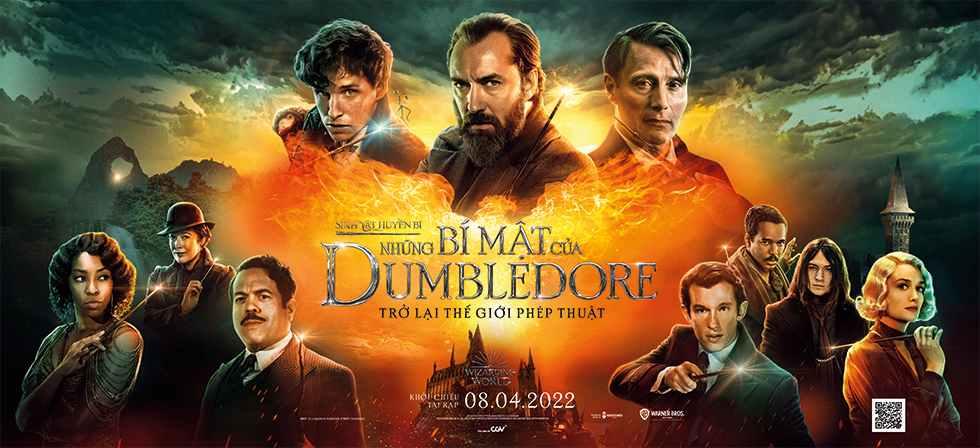 SINH VẬT HUYỀN BÍ
NHỮNG BÍ MẬT CỦA
DUMBLEDORE
TRỞ LẠI THẾ GIỚI PHÉP THUẬT
WIZARDING
WORLD
KHỞI CHIẾU
TẠI RẠP 08.04.2022
WARNER BROS.
CGV